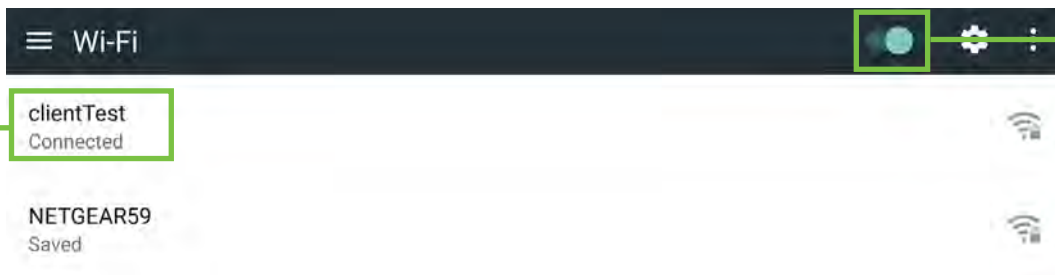 Wi-Fi
clientTest
Connected
NETGEAR59
Saved